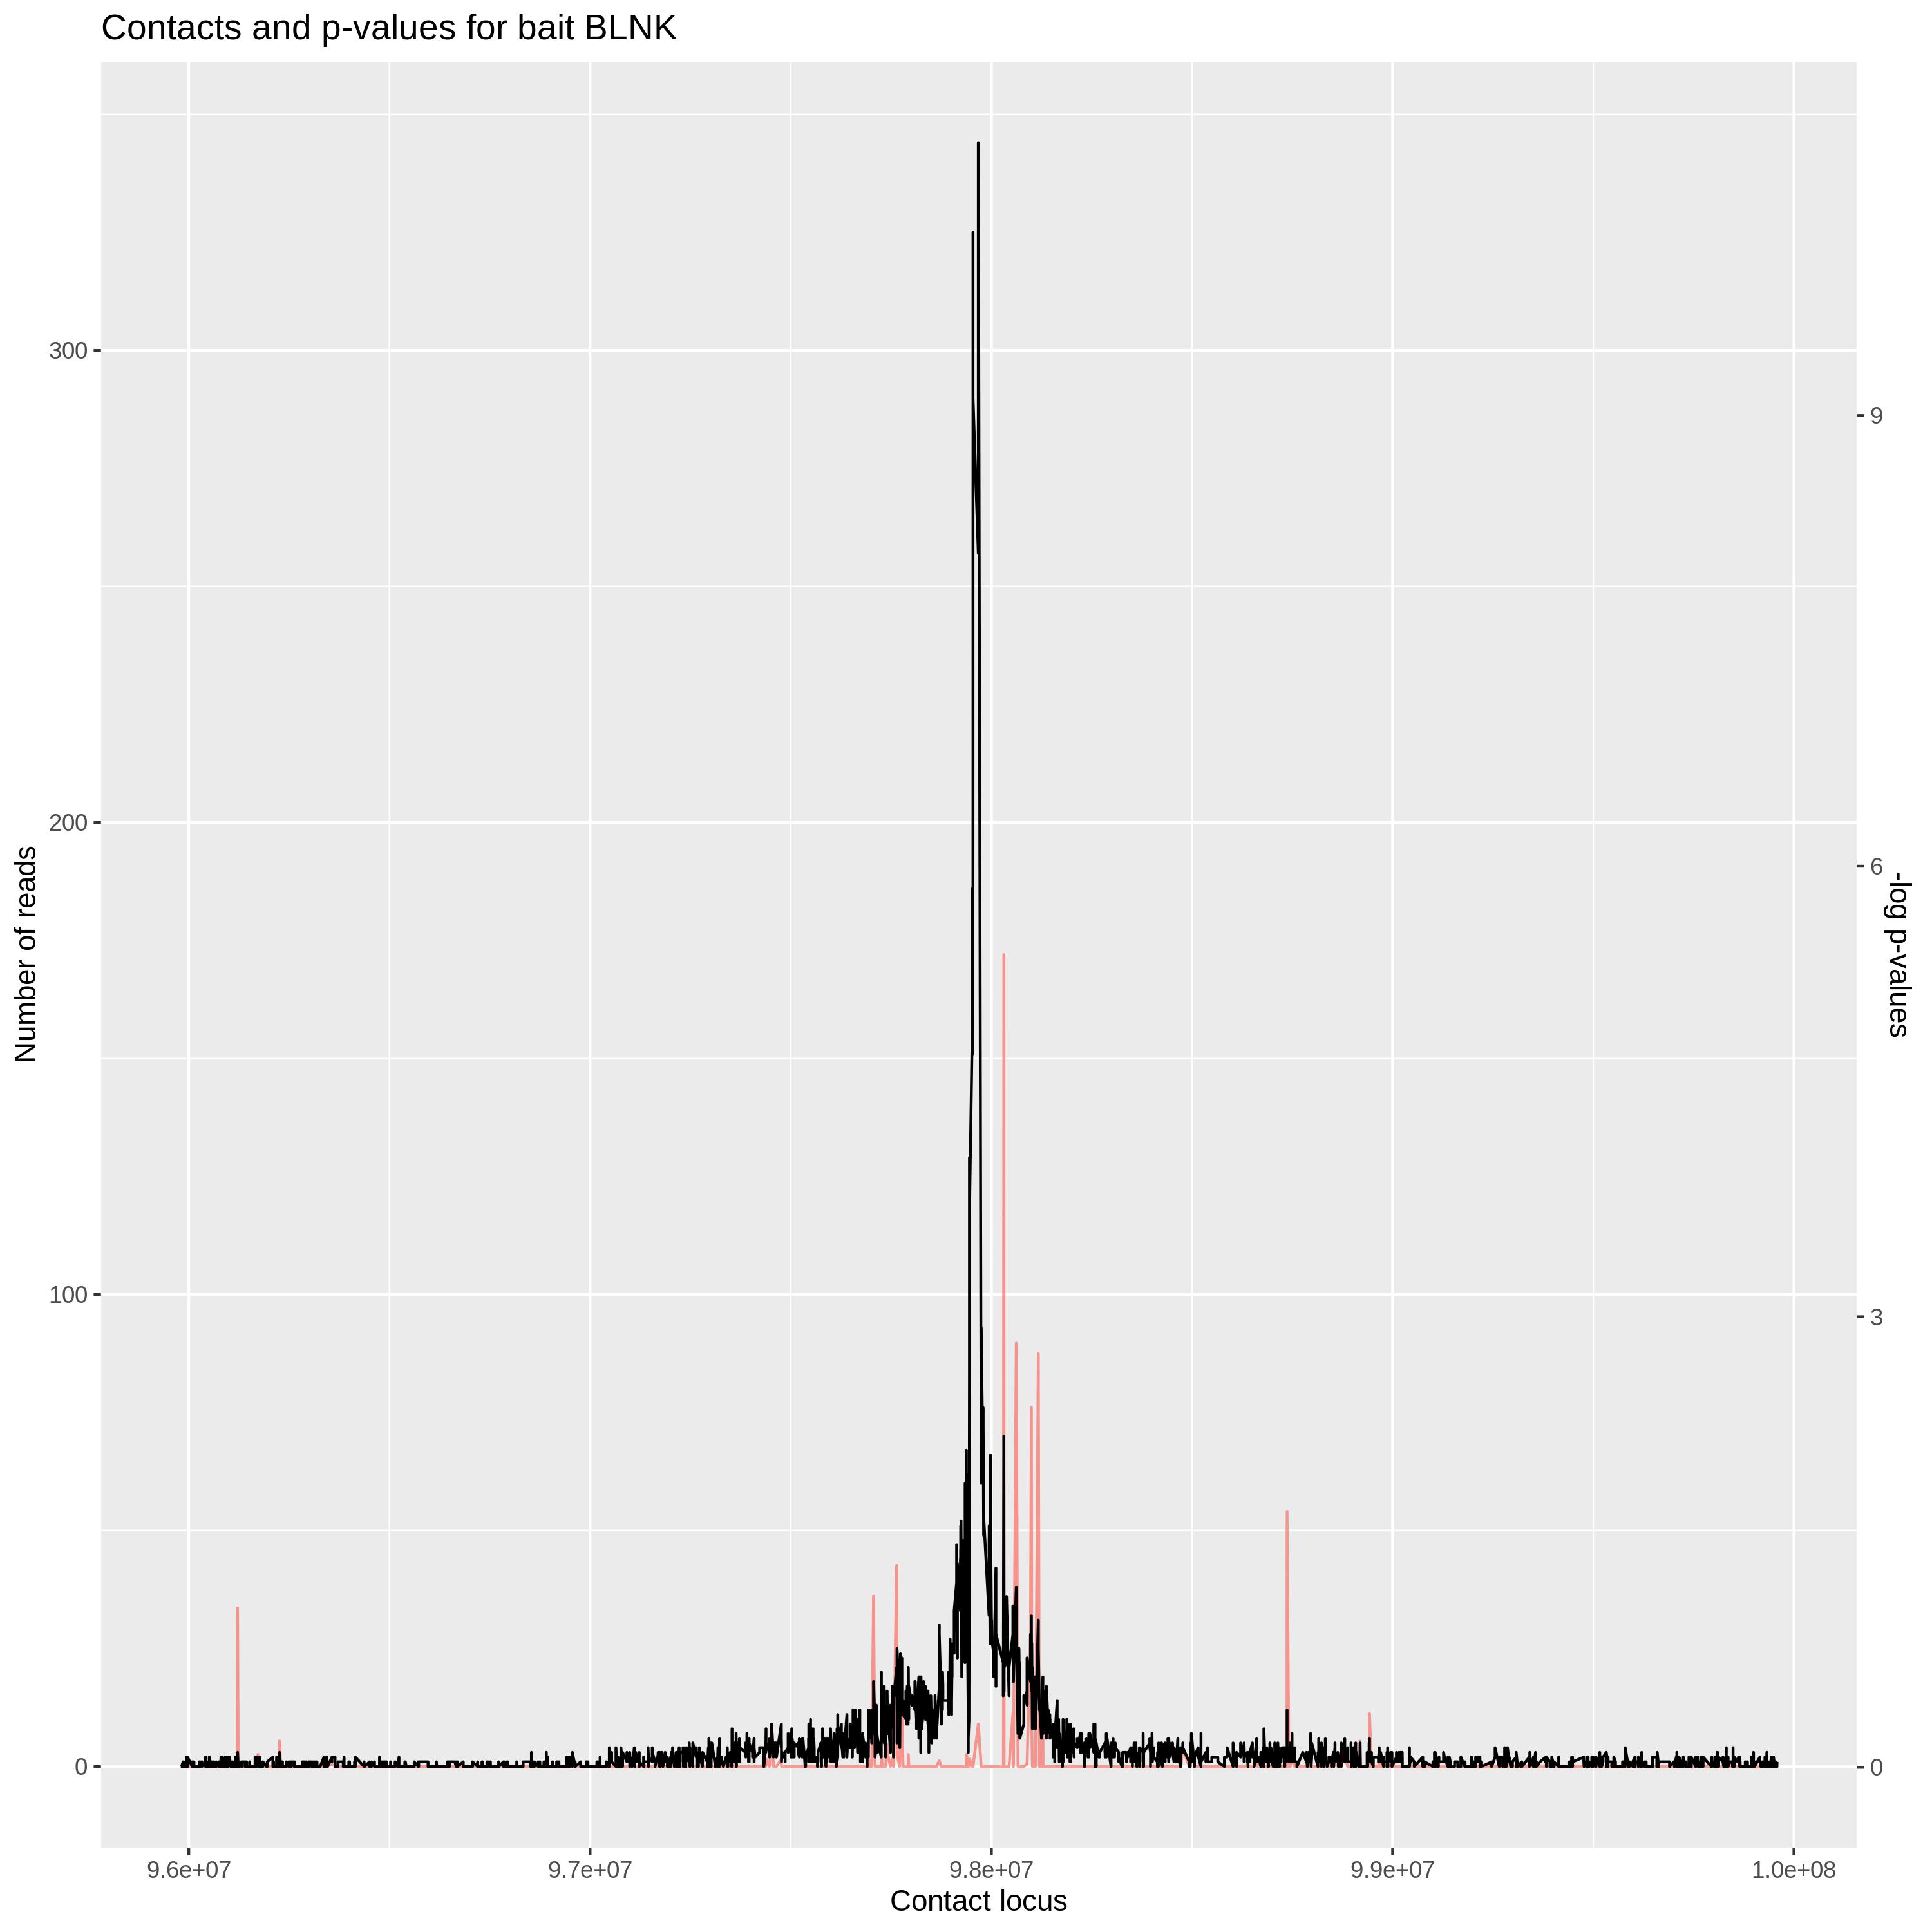 Contacts and p-values for bait BLNK
300
200
100
0
Number of reads
9
6
3
0
-log p-values
9.6e+07
9.7e+07
9.8e+07
9.9e+07
1.0e+08
Contact locus